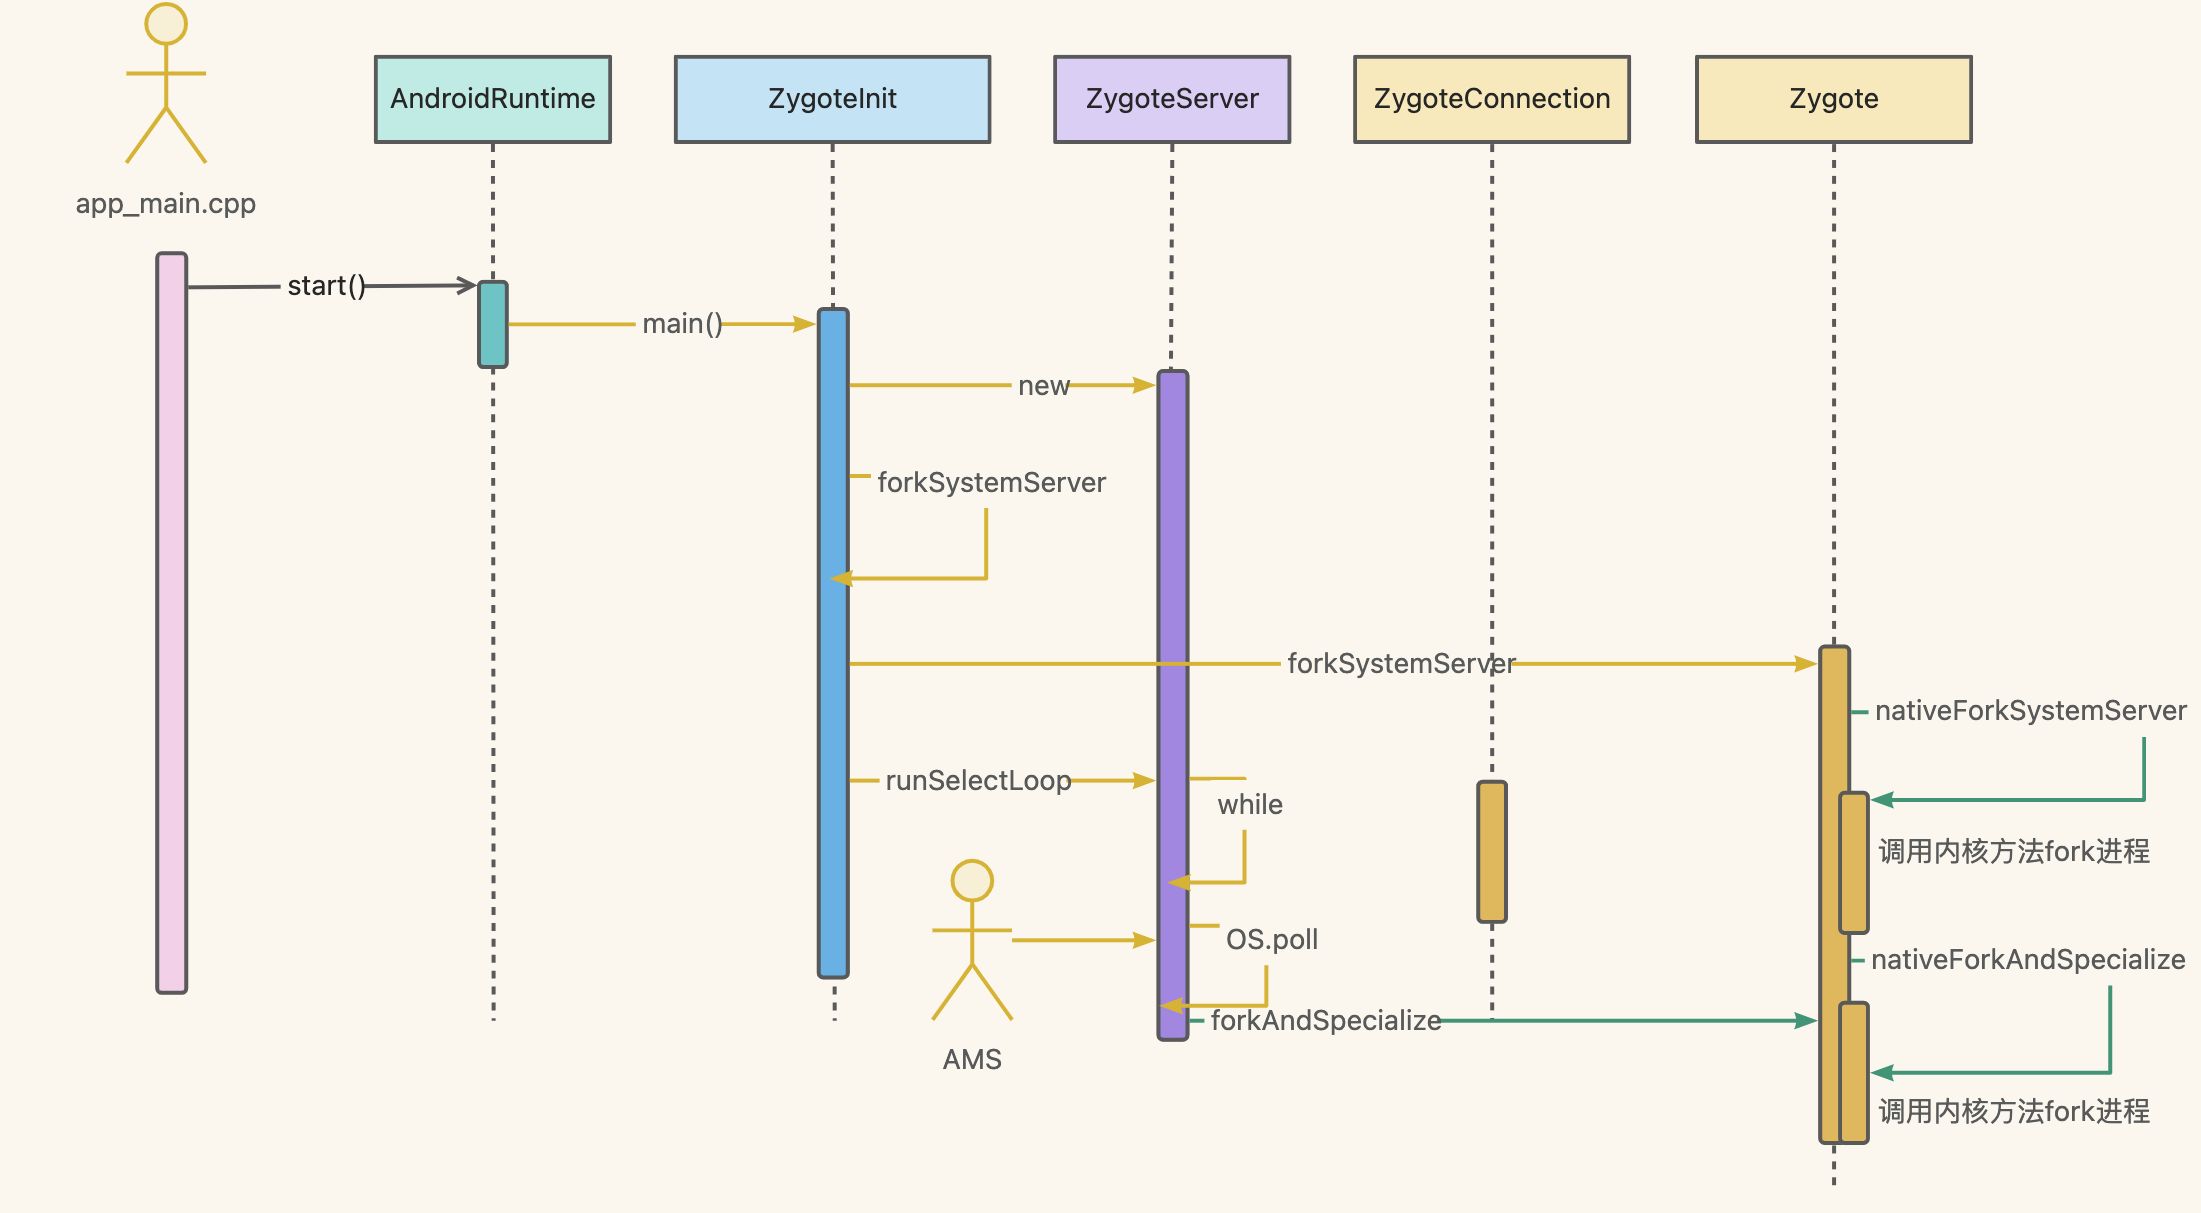 AndroidRuntime
ZygoteInit
ZygoteServer
ZygoteConnection
Zygote
app_main.cpp
start()
main()
new
forkSystemServer
forkSystemServer
nativeForkSystemServer
runSelectLoop
while
调用内核方法fork进程
OS.poll
nativeForkAndSpecialize
forkAndSpecialize
AMS
调用内核方法fork进程